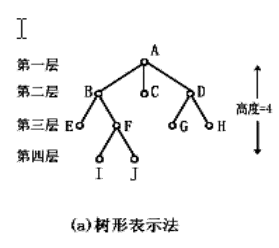 A
第一层
第二层 B C D
高度=4
第三层 E F G H
第四层
I J
(a)树形表示法